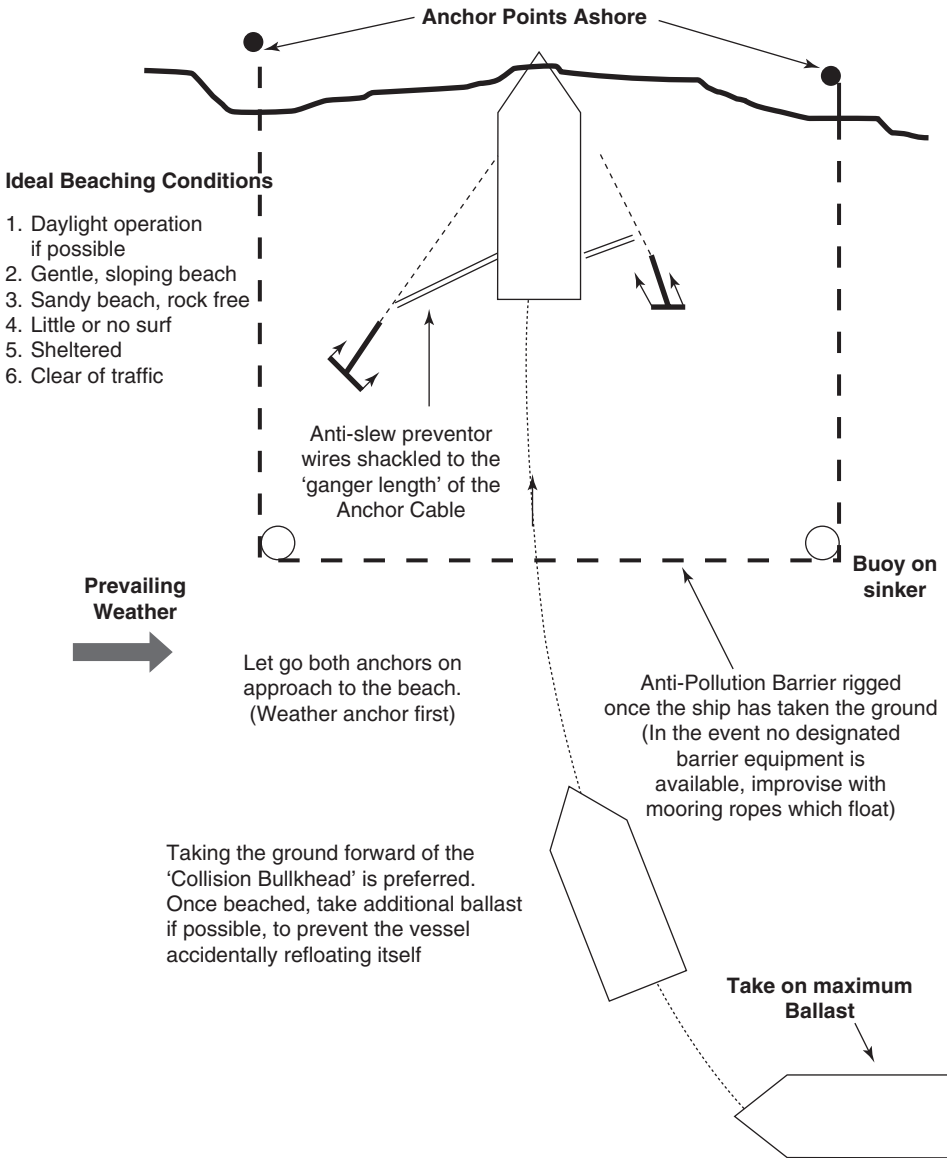 Anchor Points Ashore
Ideal Beaching Conditions
1. Daylight operation
if possible
2. Gentle, sloping beach
3. Sandy beach, rock free
4. Little or no surf
5. Sheltered
6. Clear of traffic
Anti-slew preventor
wires shackled to the
‘ganger length’ of the
Anchor Cable
Buoy on
sinker
Prevailing
Weather
Let go both anchors on
approach to the beach.
(Weather anchor first)
Anti-Pollution Barrier rigged
once the ship has taken the ground
(In the event no designated
barrier equipment is
available, improvise with
mooring ropes which float)
Taking the ground forward of the
‘Collision Bullkhead’ is preferred.
Once beached, take additional ballast
if possible, to prevent the vessel
accidentally refloating itself
Take on maximum
Ballast